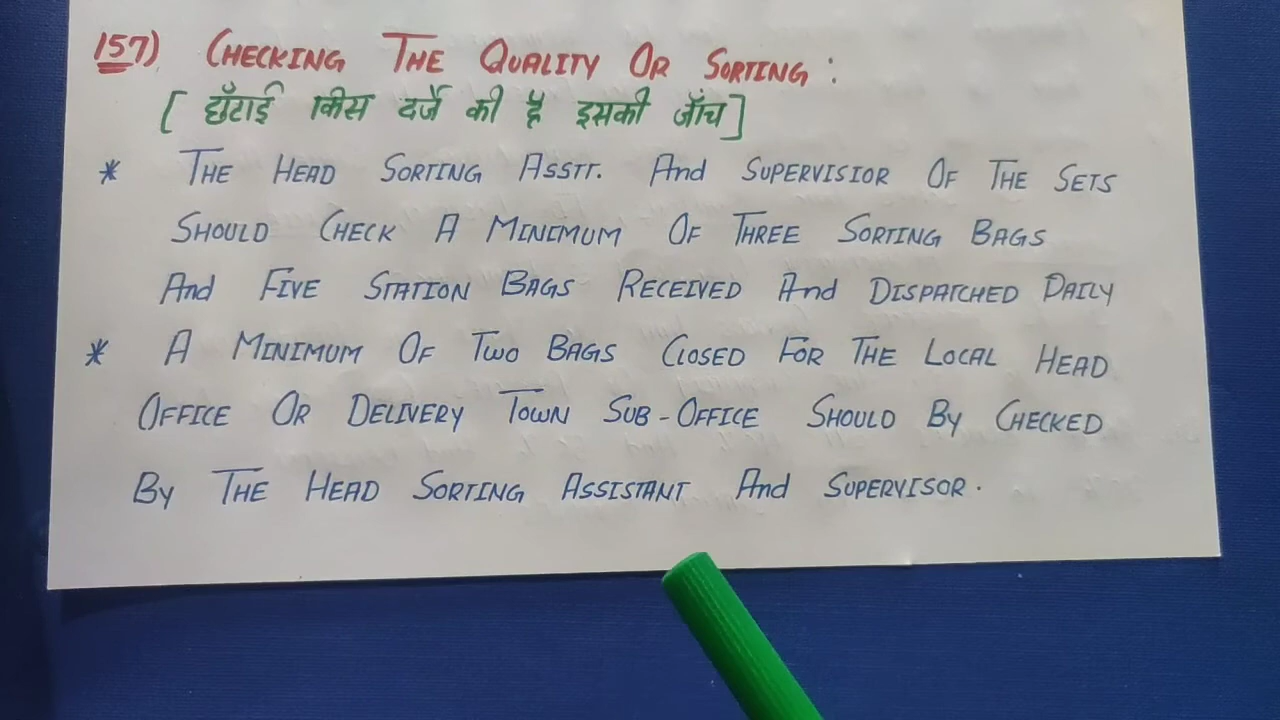 157) CHECKING THE QUALITY OR SORTING :
[ छाँटाई किस दर्जे की है इसकी जाँच ]
* THE HEAD SORTING ASSTT. And SUPERVISIOR OF THE SETS
SHOULD CHECK A MINIMUM OF THREE SORTING BAGS
And FIVE STATION BAGS RECEIVED And DISPATCHED DAILY
* A MINIMUM OF TWO BAGS CLOSED FOR THE LOCAL HEAD
OFFICE OR DELIVERY TOWN SUB-OFFICE SHOULD By CHECKED
By THE HEAD SORTING ASSISTANT And SUPERVISOR.